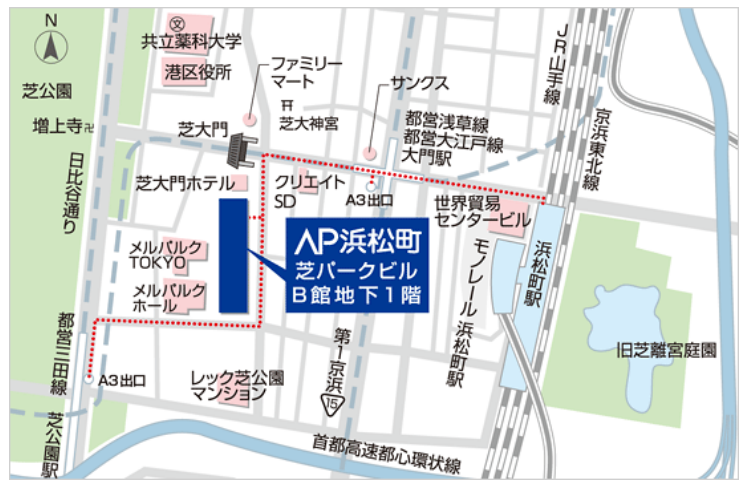 N
文
共立薬科大学
港区役所
ファミリー
マート
サンクス
芝公園
増上寺卍
芝大門
芝大神宮
都営浅草線
都営大江戸線
大門駅
JR山手線
京浜東北線
日比谷通り
芝大門ホテル
クリエイト
SD
A3出口
世界貿易
センタービル
AP浜松町
芝パークビル
B館地下1階
メルパルク
TOKYO
メルパルク
ホール
モノレール 浜松町駅
浜松町駅
都営三田線
芝公園駅
A3出口
レック芝公園
マンション
第1京浜
15
旧芝離宮庭園
首都高速都心環状線